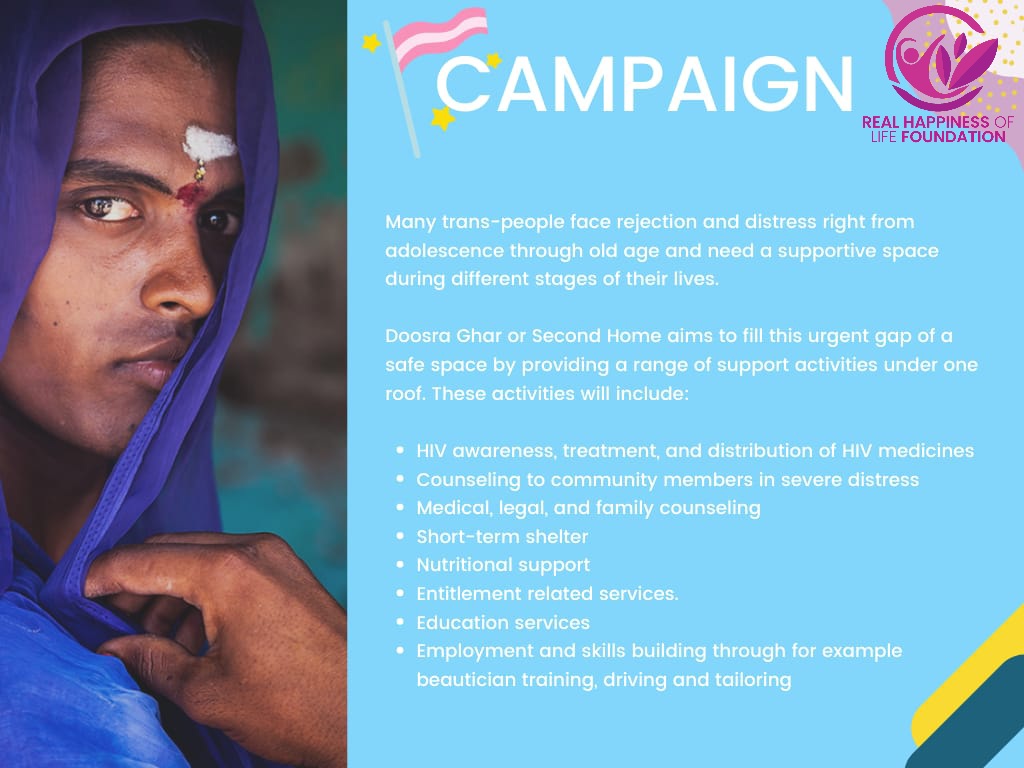 CAMPAIGN
REAL HAPPINESS OF
LIFE FOUNDATION
Many trans-people face rejection and distress right from
adolescence through old age and need a supportive space
during different stages of their lives.
Doosra Ghar or Second Home aims to fill this urgent gap of a
safe space by providing a range of support activities under one
roof. These activities will include:
• HIV awareness, treatment, and distribution of HIV medicines
• Counseling to community members in severe distress
• Medical, legal, and family counseling
• Short-term shelter
• Nutritional support
• Entitlement related services.
• Education services
• Employment and skills building through for example
beautician training, driving and tailoring